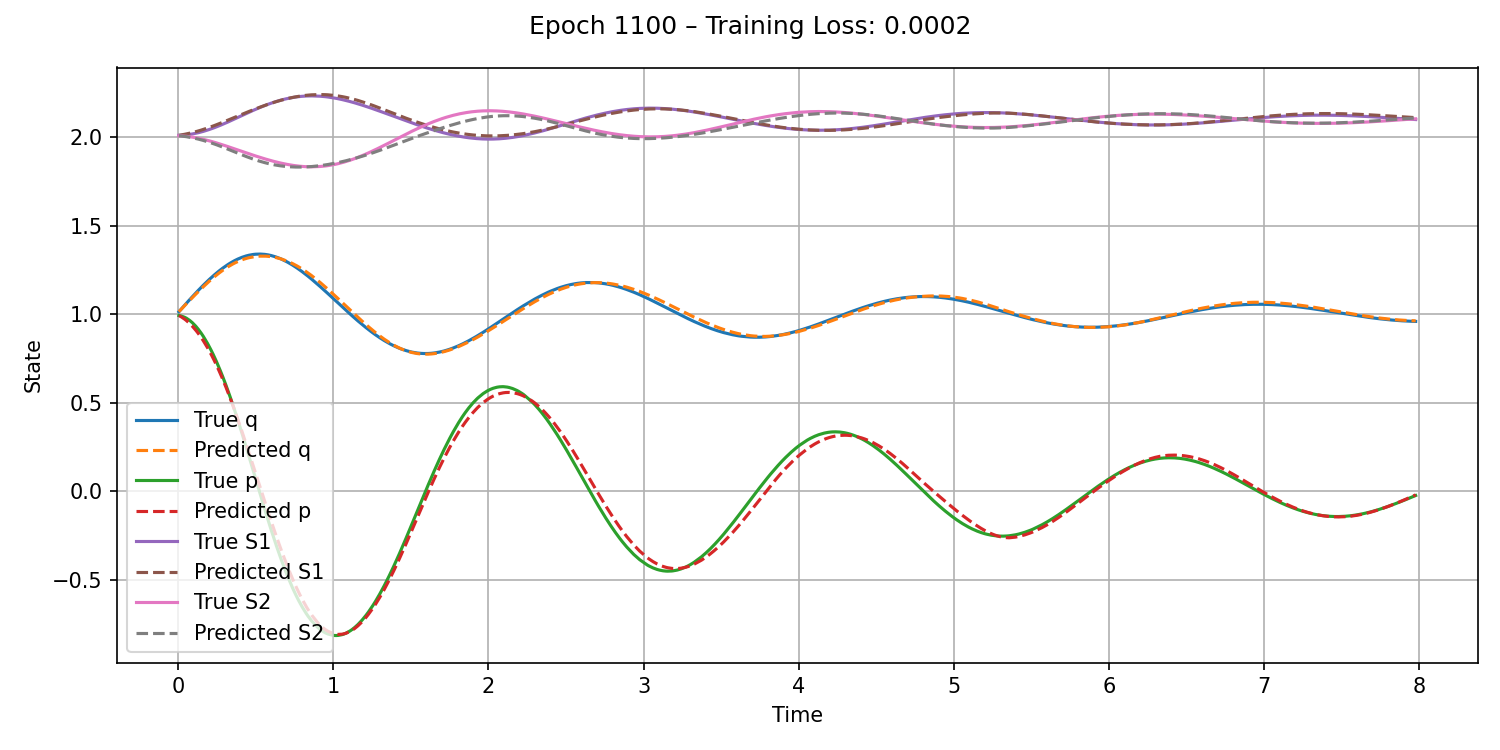 Epoch 1100 – Training Loss: 0.0002
State
2.0
1.5
1.0
0.5
0.0
−0.5
True q
Predicted q
True p
Predicted p
True S1
Predicted S1
True S2
Predicted S2
0 1 2 3 4 5 6 7 8
Time